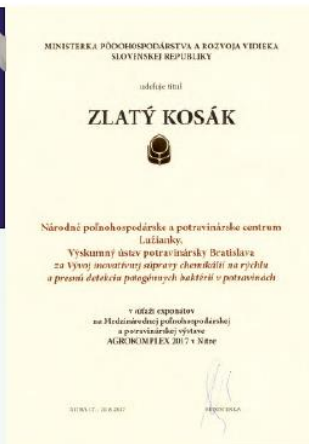 MINISTERKA PÔDOHOSPODÁRSTVA A ROZVOJA VIDIEKA
SLOVENSKEJ REPUBLIKY
udeľuje titul
ZLATÝ KOSÁK
Národné poľnohospodárske a potravinárske centrum
Lužianky,
Výskumný ústav potravinársky Bratislava
za Vývoj inovatívnej súpravy chemikálií na rýchlu
a presnú detekciu patogénnych baktérií v potravinách
v súťaži exponátov
na Medzinárodnej poľnohospodárskej
a potravinárskej výstave
AGROKOMPLEX 2017 v Nitre